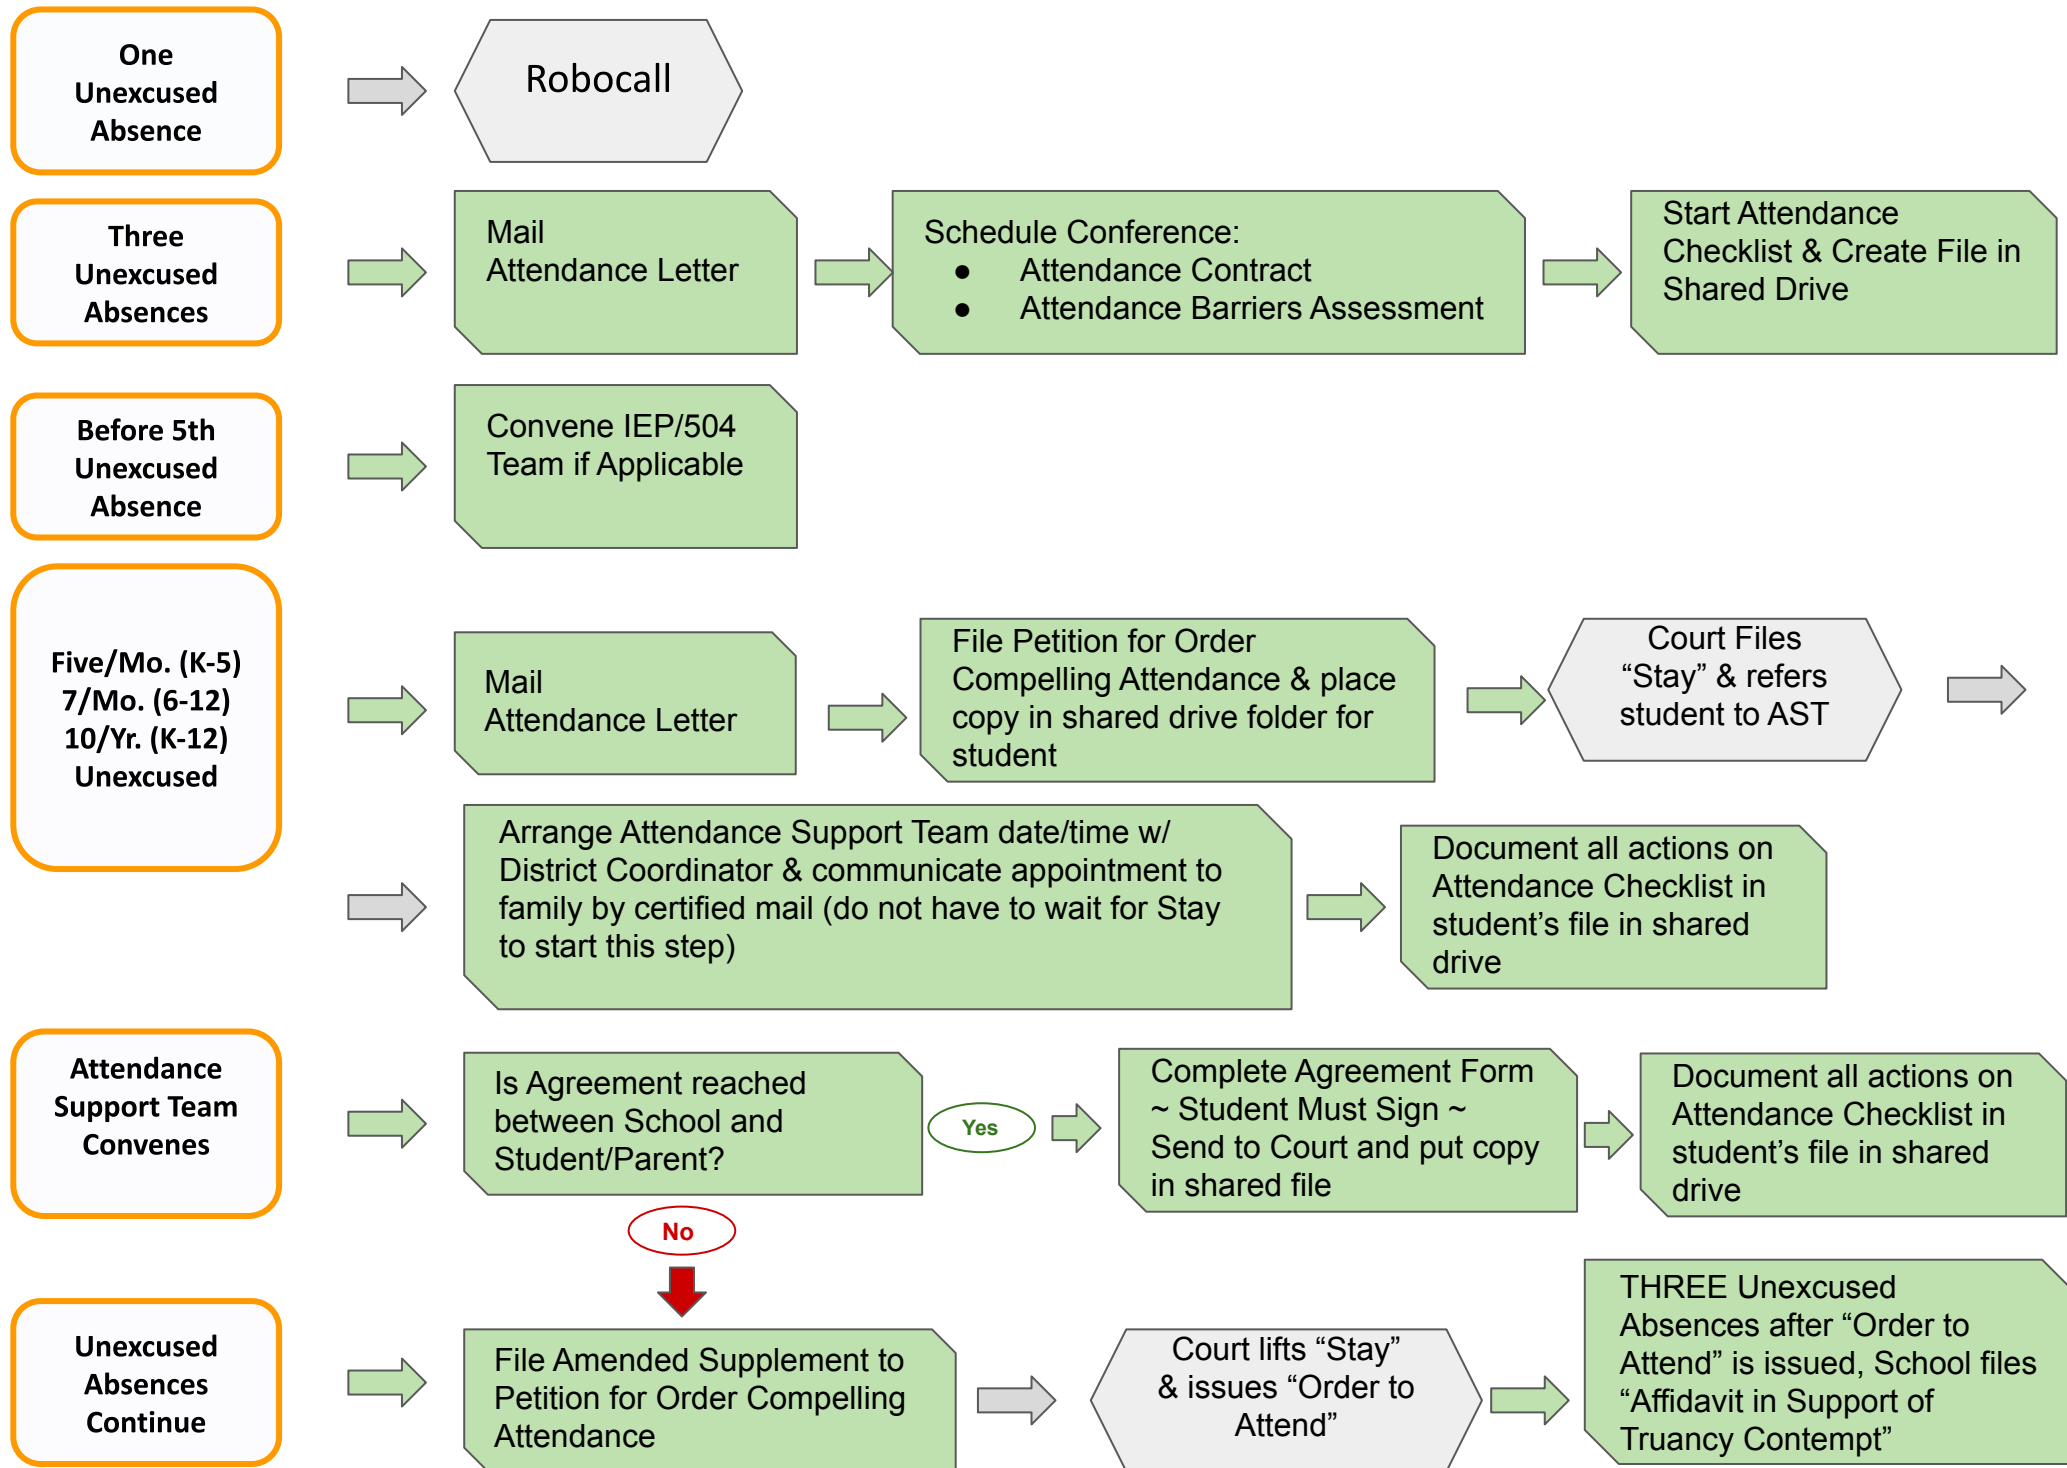 One
Unexcused
Absence
Robocall
Three
Unexcused
Absences
Mail
Attendance Letter
Schedule Conference:
● Attendance Contract
● Attendance Barriers Assessment
Start Attendance
Checklist & Create File in
Shared Drive
Before 5th
Unexcused
Absence
Convene IEP/504
Team if Applicable
Five/Mo. (K-5)
7/Mo. (6-12)
10/Yr. (K-12)
Unexcused
Mail
Attendance Letter
File Petition for Order
Compelling Attendance & place
copy in shared drive folder for
student
Court Files
“Stay” & refers
student to AST
Arrange Attendance Support Team date/time w/
District Coordinator & communicate appointment to
family by certified mail (do not have to wait for Stay
to start this step)
Document all actions on
Attendance Checklist in
student’s file in shared
drive
Attendance
Support Team
Convenes
Is Agreement reached
between School and
Student/Parent?
Yes
Complete Agreement Form
~ Student Must Sign ~
Send to Court and put copy
in shared file
Document all actions on
Attendance Checklist in
student’s file in shared
drive
No
Unexcused
Absences
Continue
File Amended Supplement to
Petition for Order Compelling
Attendance
Court lifts “Stay”
& issues “Order to
Attend”
THREE Unexcused
Absences after “Order to
Attend” is issued, School files
“Affidavit in Support of
Truancy Contempt”